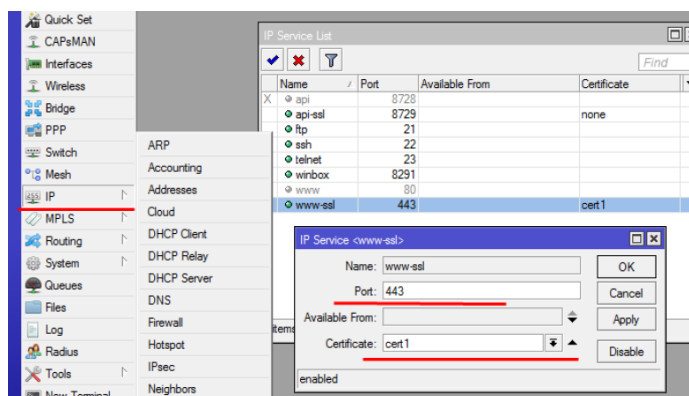 Quick Set
CAPsMAN
Interfaces
Wireless
Bridge
PPP
Switch
Mesh
IP
MPLS
Routing
System
Queues
Files
Log
Radius
Tools
New Terminal
ARP
Accounting
Addresses
Cloud
DHCP Client
DHCP Relay
DHCP Server
DNS
Firewall
Hotspot
IPsec
Neighbors
IP Service List
Find
Name / Port Available From Certificate
X api 8728
api-ssl 8729 none
ftp 21
ssh 22
telnet 23
winbox 8291
www 80
www-ssl 443 cert1
items
IP Service <www-ssl>
Name: www-ssl
Port: 443
Available From:
Certificate: cert1
enabled
OK
Cancel
Apply
Disable